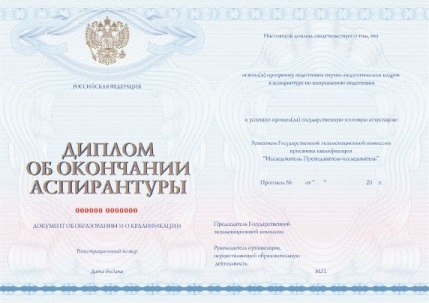 РОССИЙСКАЯ ФЕДЕРАЦИЯ
ДИПЛОМ
ОБ ОКОНЧАНИИ
АСПИРАНТУРЫ
000000 0000000
ДОКУМЕНТ ОБ ОБРАЗОВАНИИ И О КВАЛИФИКАЦИИ
Регистрационный номер
Дата выдачи
Настоящий диплом свидетельствует о том, что
освоил(а) программу подготовки научно-педагогических кадров
в аспирантуре по направлению подготовки
и успешно прошел(ла) государственную итоговую аттестацию
Решением Государственной экзаменационной комиссии
присвоена квалификация
"Исследователь. Преподаватель-исследователь"
Протокол № от " " 20 г.
Председатель Государственной
экзаменационной комиссии
Руководитель организации,
осуществляющей образовательную
деятельность
М.П.